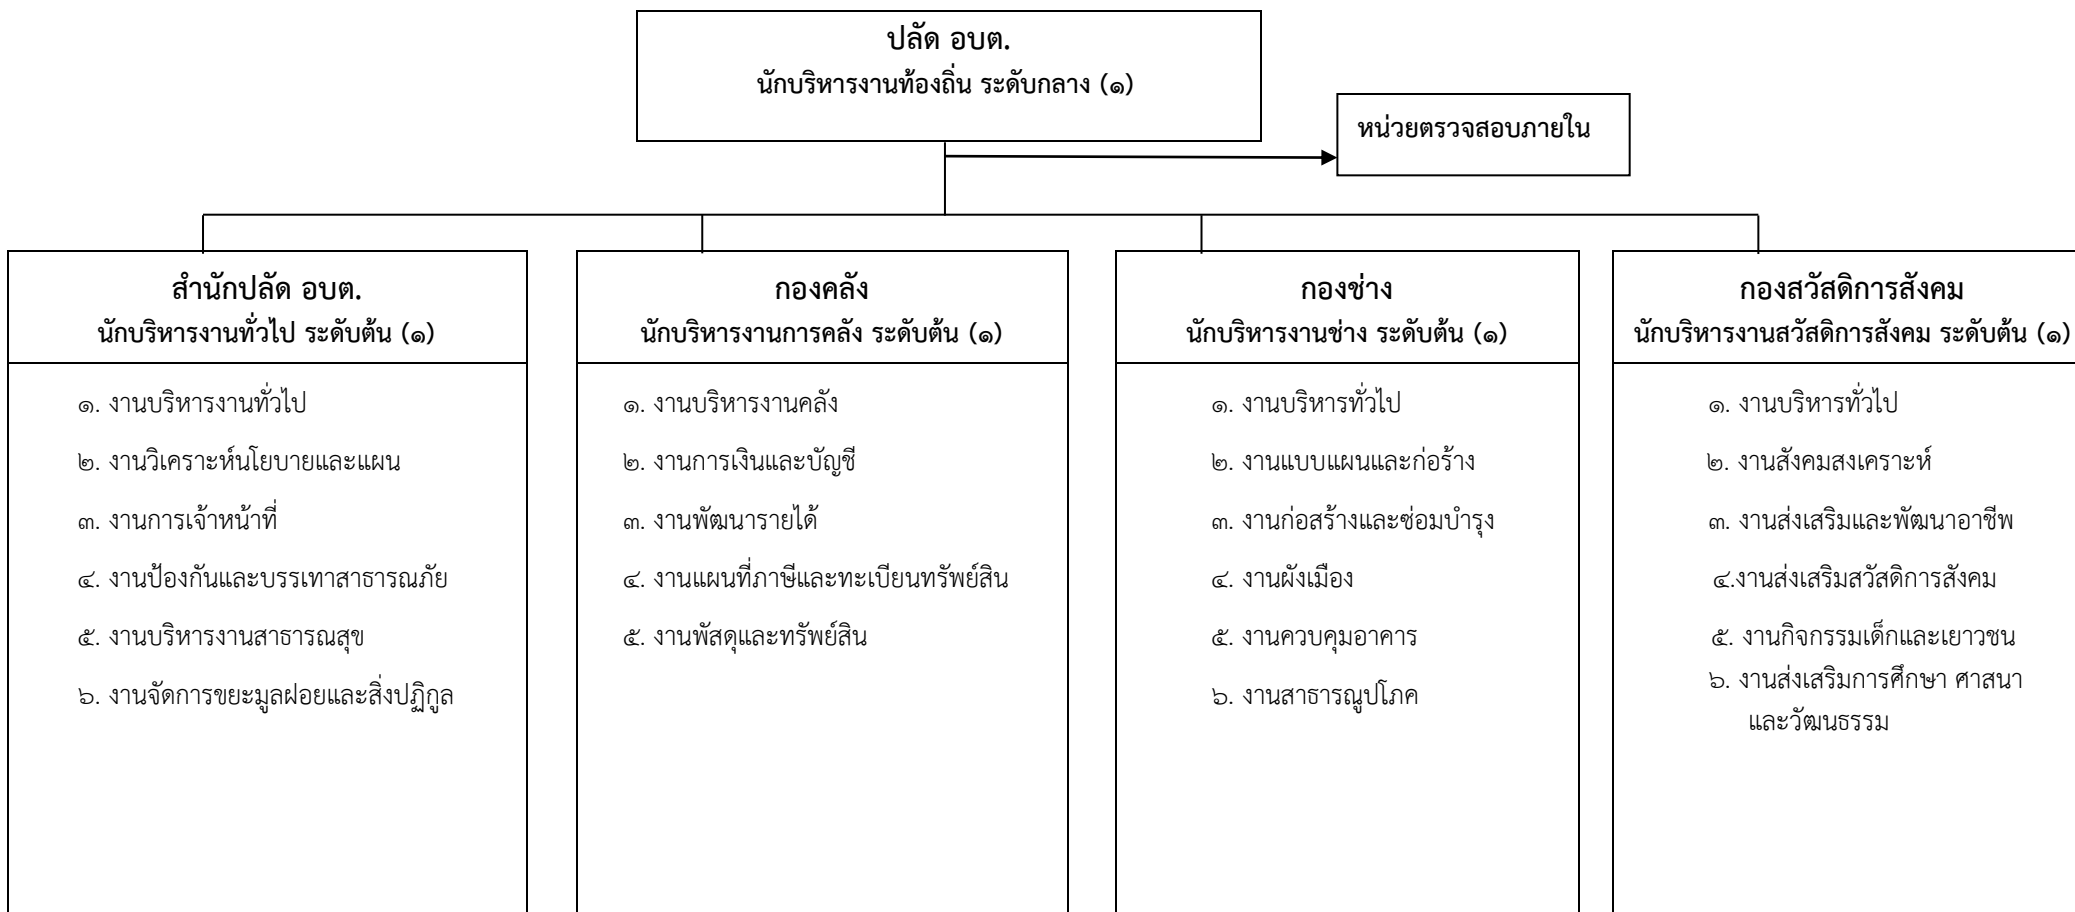 ปลัด อบต.
นักบริหารงานท้องถิ่น ระดับกลาง (๑)
หน่วยตรวจสอบภายใน
สำนักปลัด อบต.
นักบริหารงานทั่วไป ระดับต้น (๑)
๑. งานบริหารงานทั่วไป
๒. งานวิเคราะห์นโยบายและแผน
๓. งานการเจ้าหน้าที่
๔. งานป้องกันและบรรเทาสาธารณภัย
๕. งานบริหารงานสาธารณสุข
๖. งานจัดการขยะมูลฝอยและสิ่งปฏิกูล
กองคลัง
นักบริหารงานการคลัง ระดับต้น (๑)
๑. งานบริหารงานคลัง
๒. งานการเงินและบัญชี
๓. งานพัฒนารายได้
๔. งานแผนที่ภาษีและทะเบียนทรัพย์สิน
๕. งานพัสดุและทรัพย์สิน
กองช่าง
นักบริหารงานช่าง ระดับต้น (๑)
๑. งานบริหารทั่วไป
๒. งานแบบแผนและก่อร้าง
๓. งานก่อสร้างและซ่อมบำรุง
๔. งานผังเมือง
๕. งานควบคุมอาคาร
๖. งานสาธารณูปโภค
กองสวัสดิการสังคม
นักบริหารงานสวัสดิการสังคม ระดับต้น (๑)
๑. งานบริหารทั่วไป
๒. งานสังคมสงเคราะห์
๓. งานส่งเสริมและพัฒนาอาชีพ
๔.งานส่งเสริมสวัสดิการสังคม
๕. งานกิจกรรมเด็กและเยาวชน
๖. งานส่งเสริมการศึกษา ศาสนา
และวัฒนธรรม